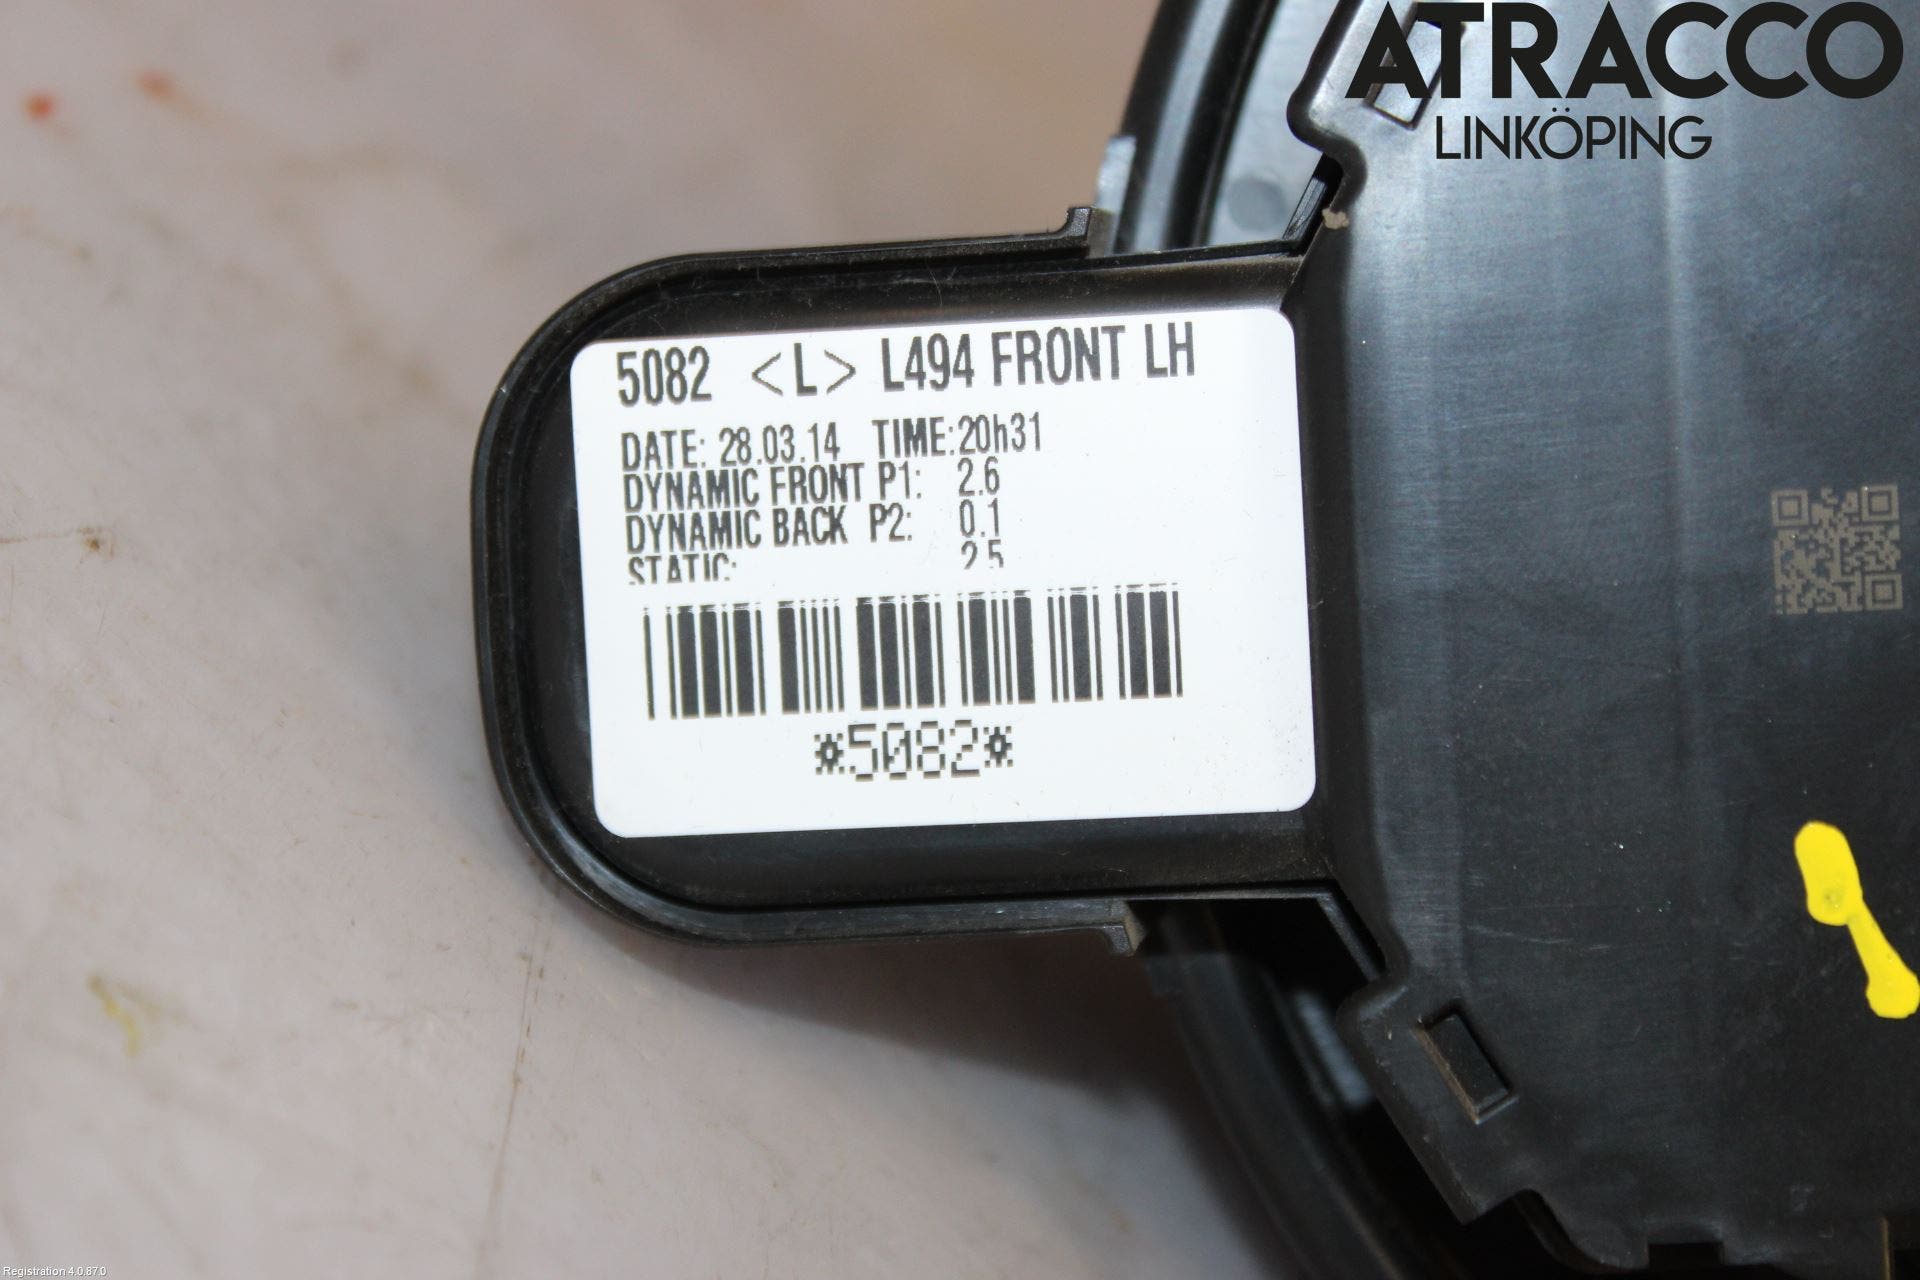 ATRACCO
LINKÖPING
5082 <L> L494 FRONT LH
DATE: 28.03.14 TIME:20h31
DYNAMIC FRONT P1: 2.6
DYNAMIC BACK P2: 0.1
STATIC: 2.5
*5082*
Registration 4.0.87.0